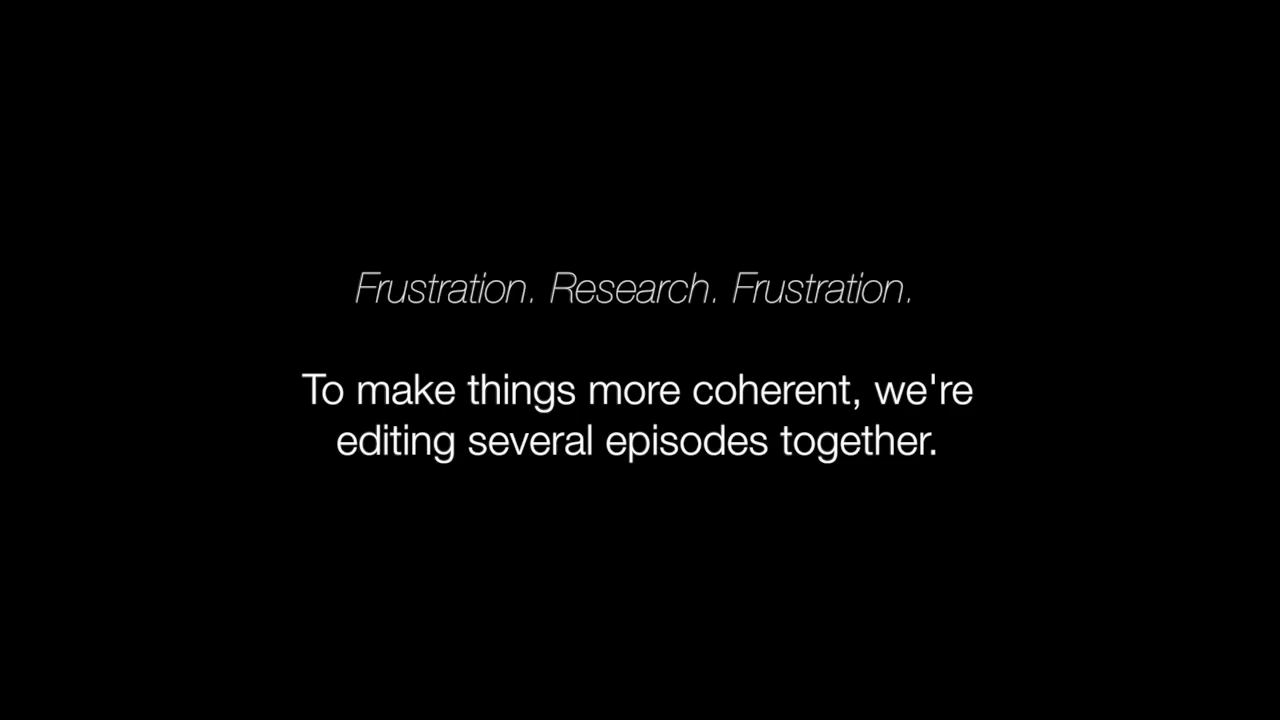 Frustration. Research. Frustration.
To make things more coherent, we're
editing several episodes together.